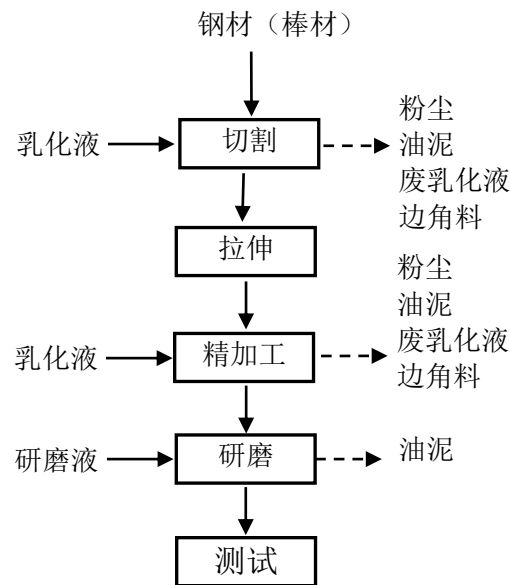 钢材（棒材）
乳化液
切割
粉尘
油泥
废乳化液
边角料
拉伸
乳化液
精加工
粉尘
油泥
废乳化液
边角料
研磨液
研磨
油泥
测试